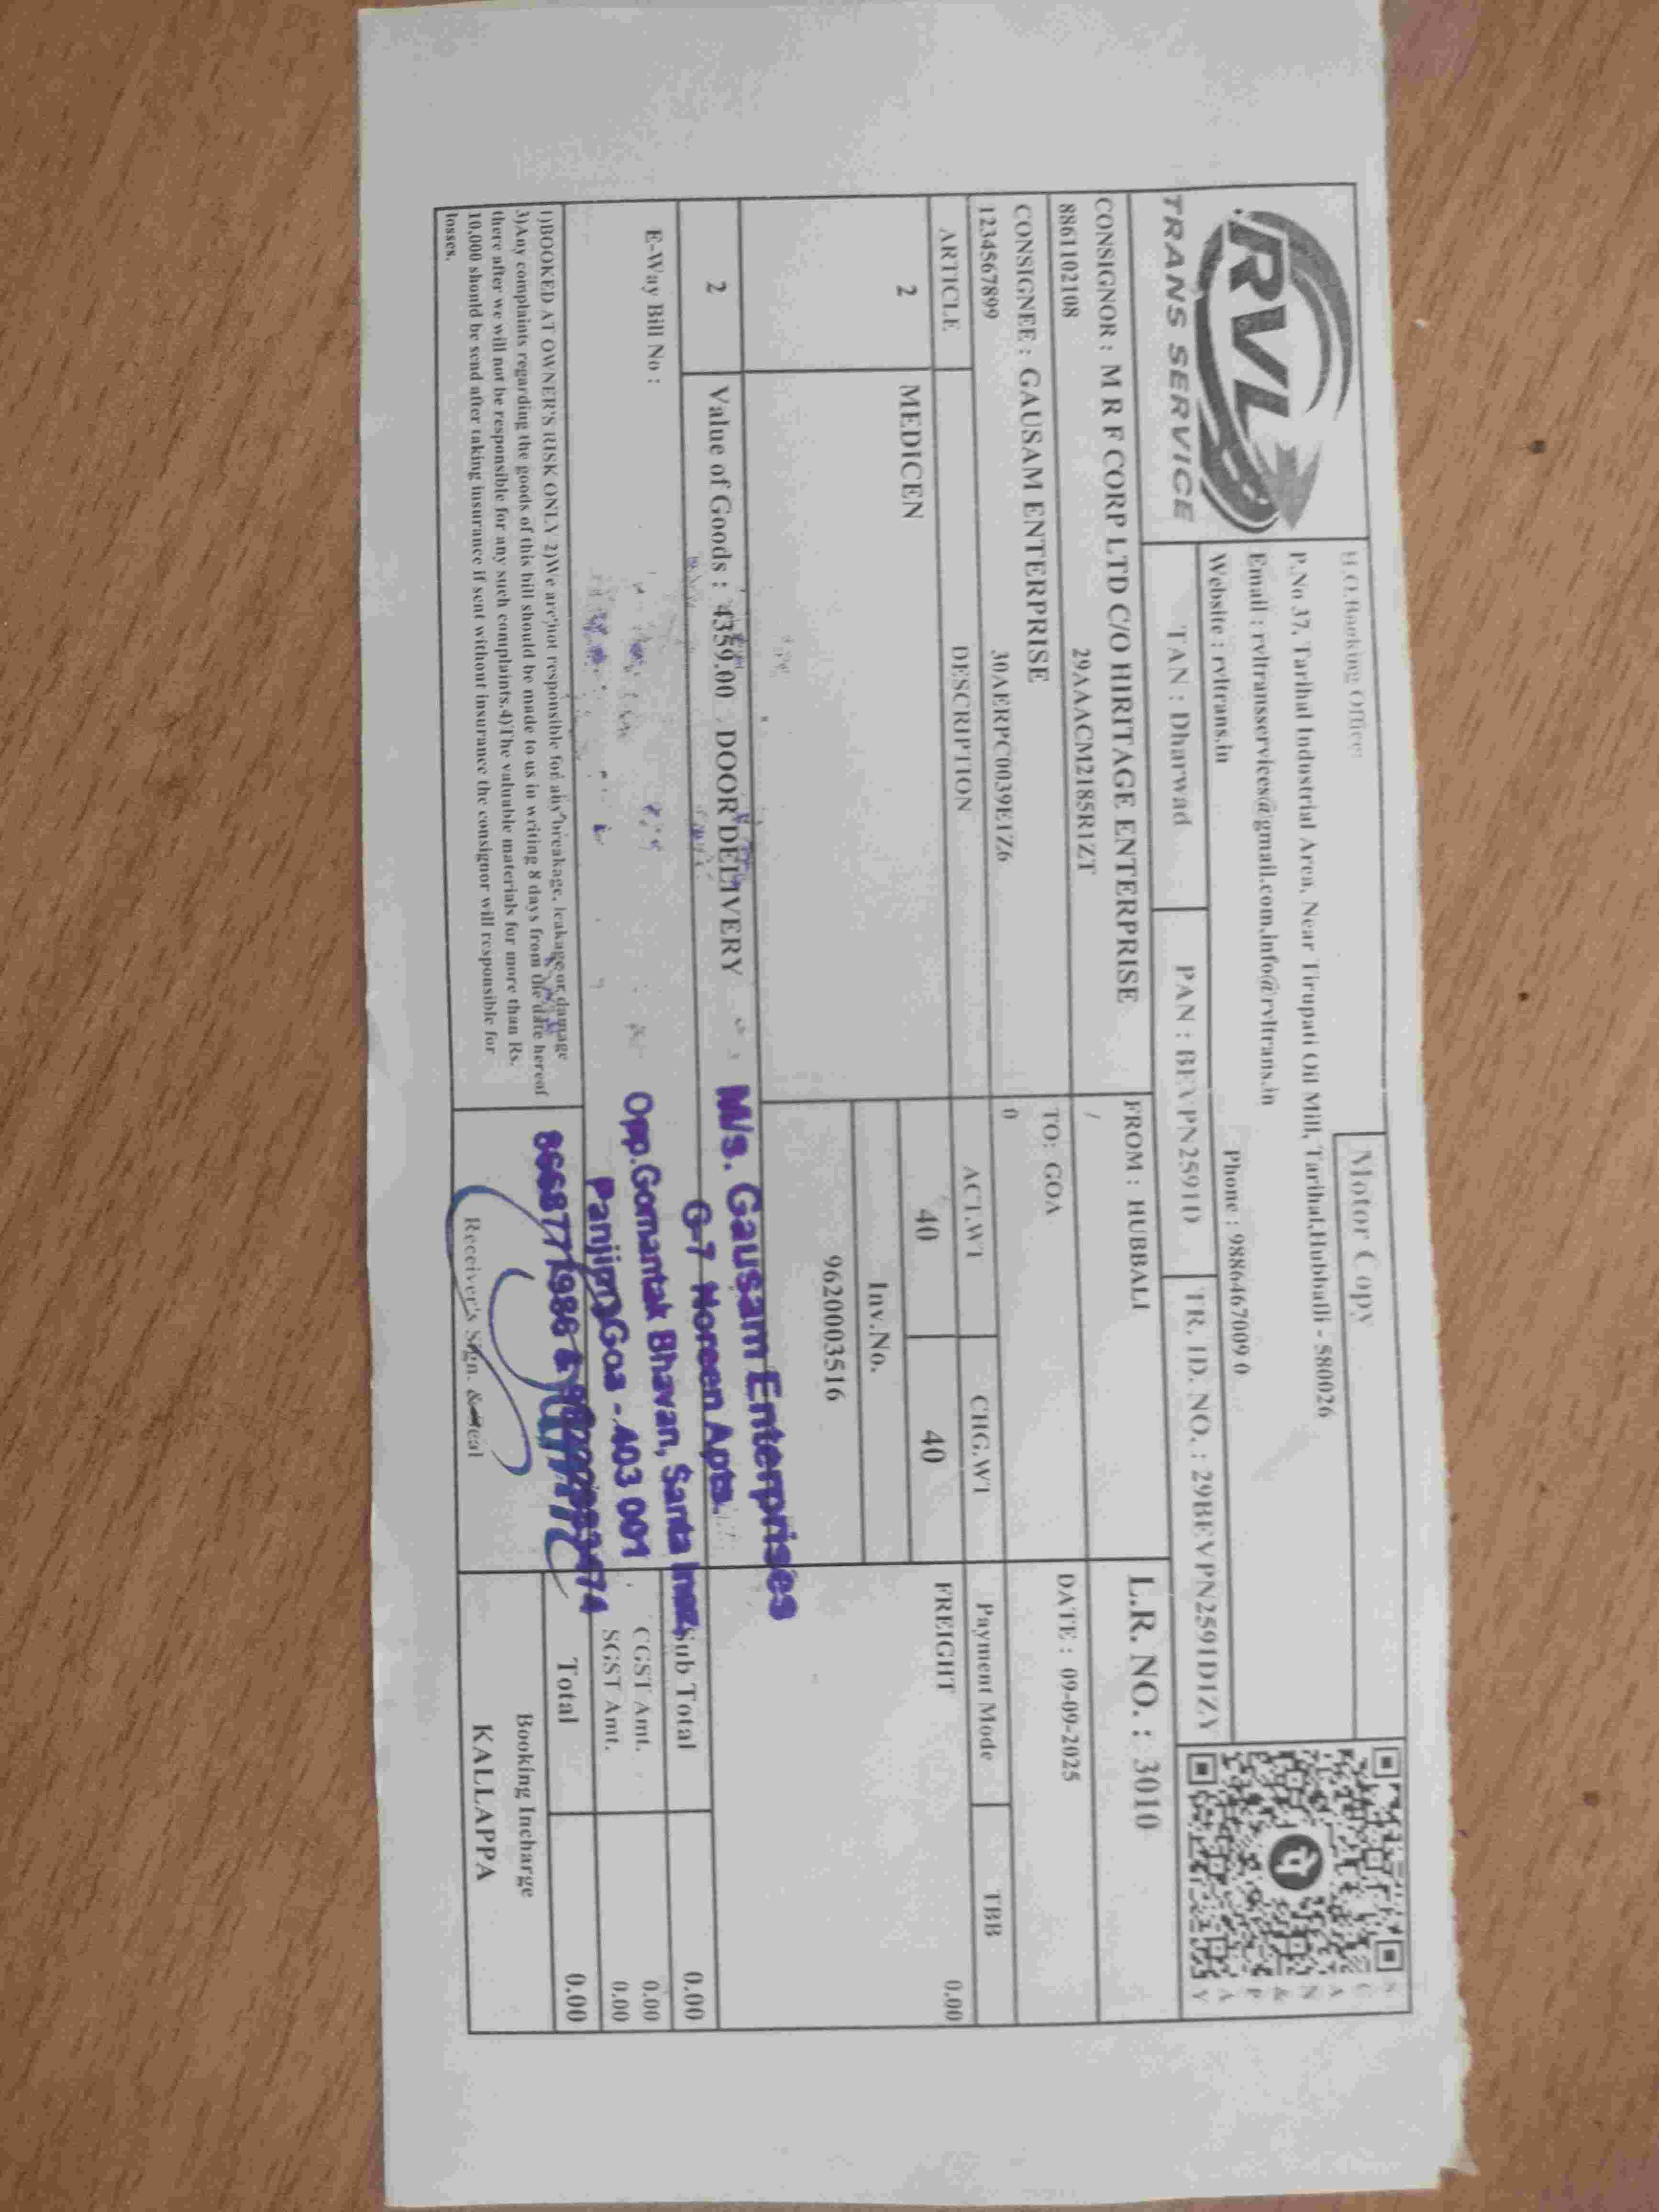 RVL
TRANS SERVICE
H.O.Booking Office:
Motor Copy
P.No 37, Tarihal Industrial Area, Near Tirupati Oil Mill, Tarihal,Hubballi - 580026
Email : rvltransservices@gmail.com,info@rvltrans.in
Website : rvltrans.in
Phone : 9886467009 0
SCAN & PAY
TAN : Dharwad
PAN : BEVPN2591D
TR. ID. NO. : 29BEVPN2591D1ZY
CONSIGNOR : M R F CORP LTD C/O HIRITAGE ENTERPRISE
FROM : HUBBALI
L.R. NO. : 3010
8861102108
29AAACM2185R1ZT
/
CONSIGNEE : GAUSAM ENTERPRISE
TO: GOA
DATE : 09-09-2025
1234567899
30AERPC0039E1Z6
0
ARTICLE
DESCRIPTION
ACT.WT
CHG.WT
Payment Mode
TBB
2
MEDICEN
40
40
FREIGHT
0.00
Inv.No.
9620003516
2
Value of Goods : 4359.00
DOOR DELIVERY
M/s. Gausam Enterprises
G-7 Noreen Apts.
Opp.Gomantak Bhavan, Santa Inez,
Panjim Goa - 403 001
Sub Total
0.00
E-Way Bill No :
CGST Amt.
0.00
SGST Amt.
0.00
Total
0.00
1)BOOKED AT OWNER'S RISK ONLY 2)We are not responsible for any breakage, leakage or damage
3)Any complaints regarding the goods of this bill should be made to us in writing 8 days from the date hereof
there after we will not be responsible for any such complaints.4)The valuable materials for more than Rs.
10,000 should be send after taking insurance if sent without insurance the consignor will responsible for
losses.
Receiver's Sign. & Seal
Booking Incharge
KALLAPPA